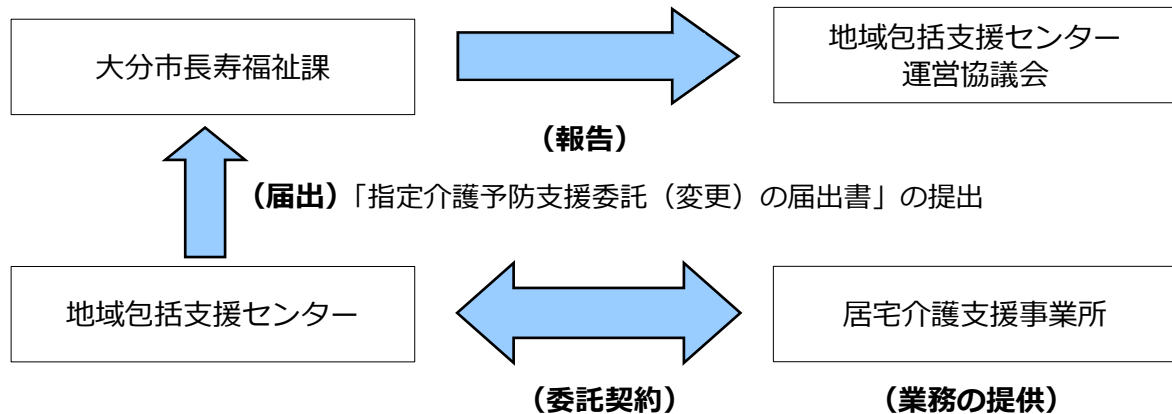 大分市長寿福祉課
地域包括支援センター
運営協議会
（報告）
（届出）「指定介護予防支援委託（変更）の届出書」の提出
地域包括支援センター
居宅介護支援事業所
（委託契約）
（業務の提供）